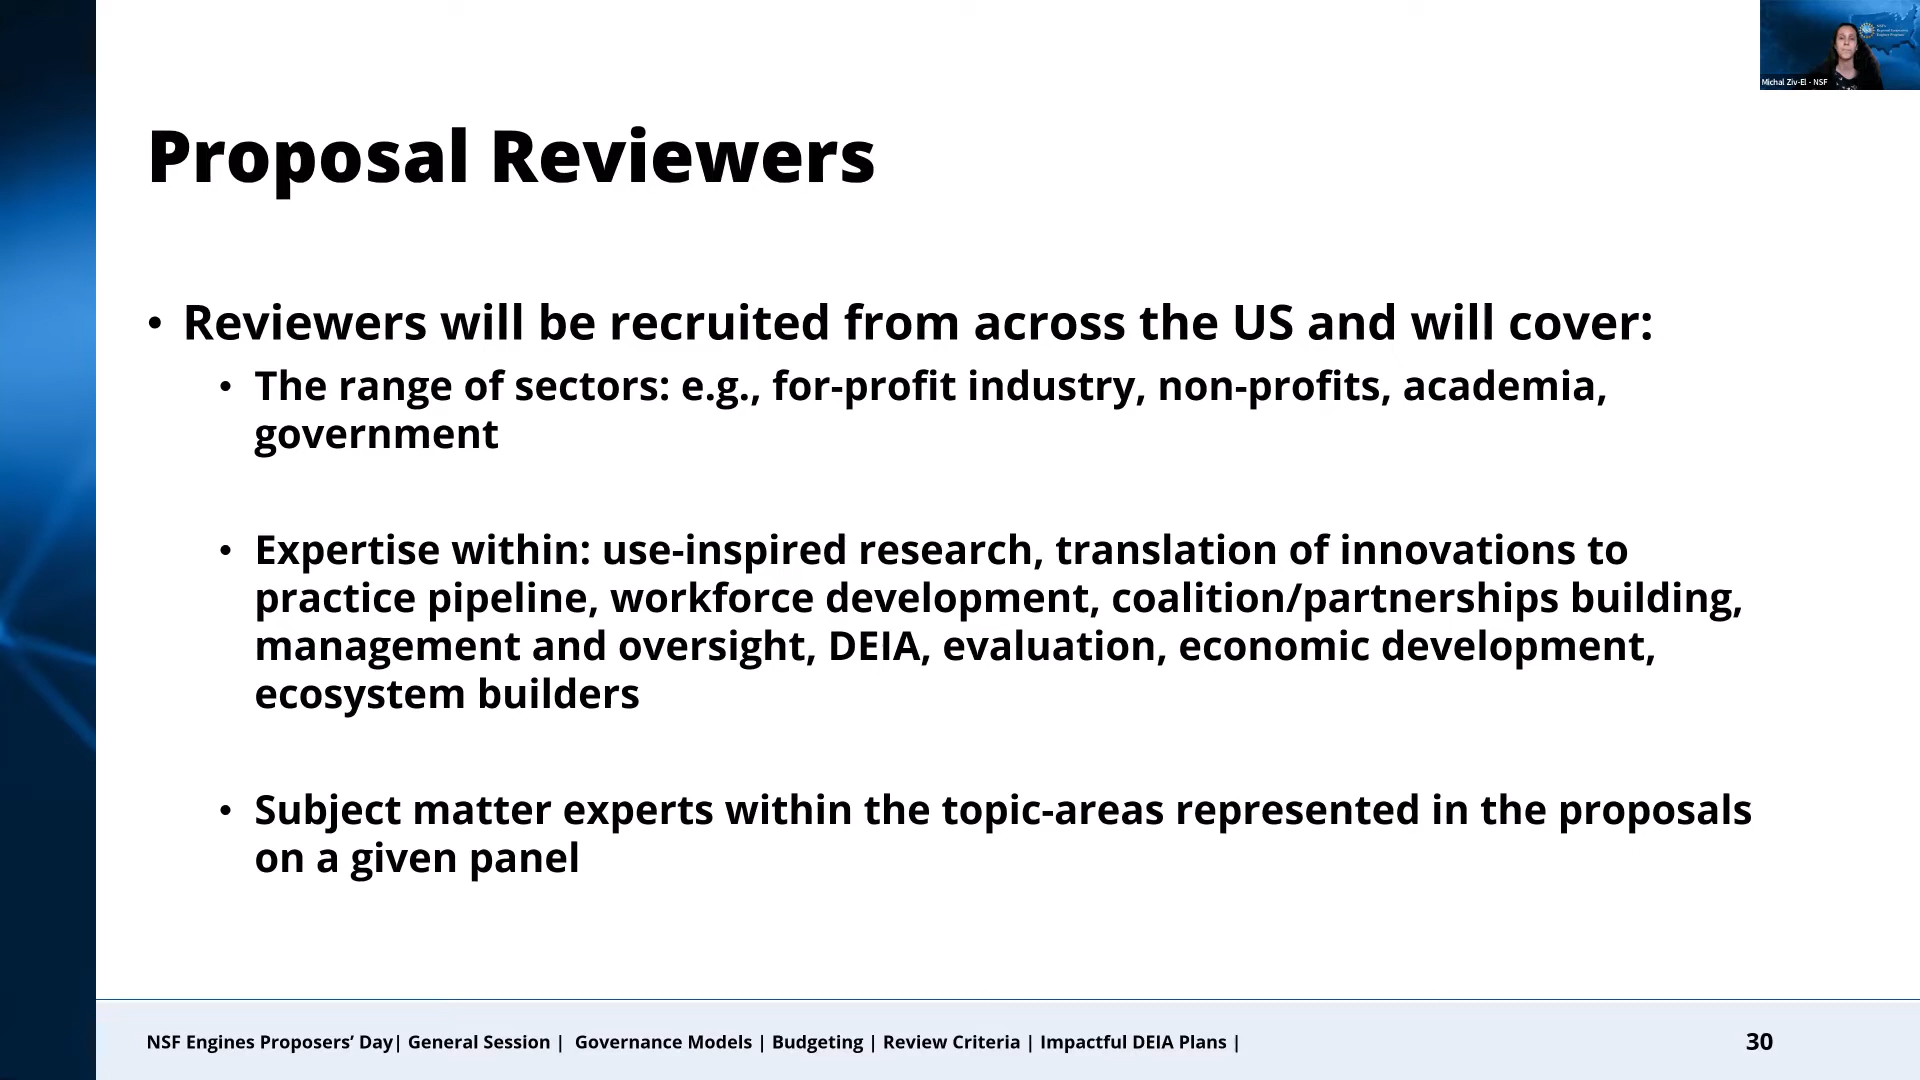 Michal Ziv-El - NSF
Proposal Reviewers
• Reviewers will be recruited from across the US and will cover:
• The range of sectors: e.g., for-profit industry, non-profits, academia,
government
• Expertise within: use-inspired research, translation of innovations to
practice pipeline, workforce development, coalition/partnerships building,
management and oversight, DEIA, evaluation, economic development,
ecosystem builders
• Subject matter experts within the topic-areas represented in the proposals
on a given panel
NSF Engines Proposers’ Day| General Session | Governance Models | Budgeting | Review Criteria | Impactful DEIA Plans |
30